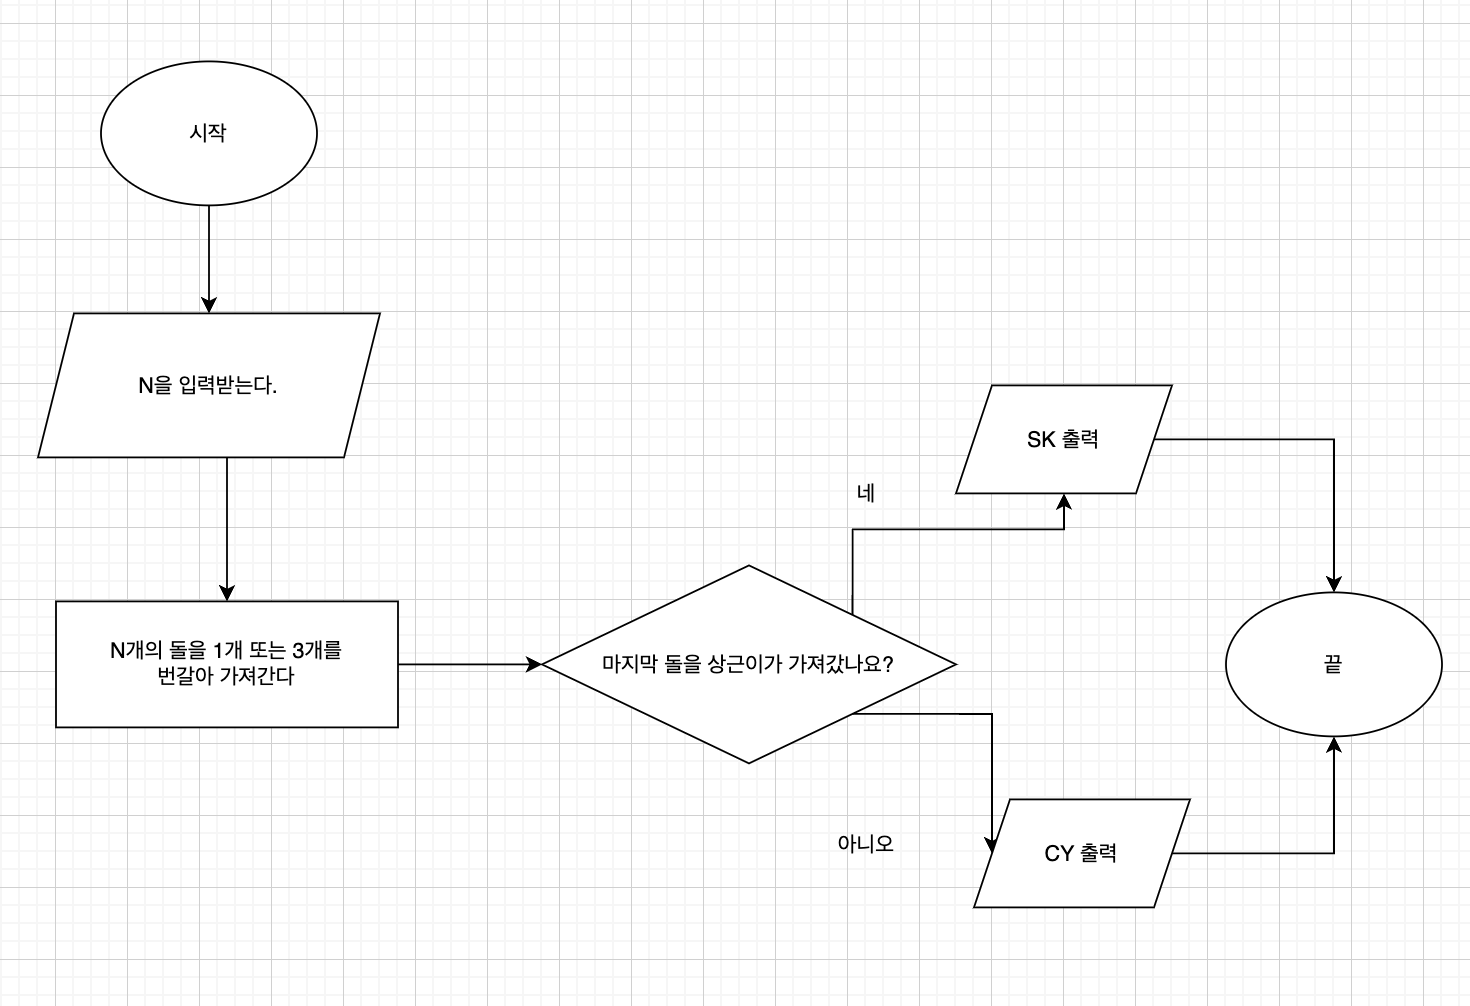 시작
N을 입력받는다.
N개의 돌을 1개 또는 3개를
번갈아 가져간다
마지막 돌을 상근이가 가져갔나요?
네
SK 출력
아니오
CY 출력
끝